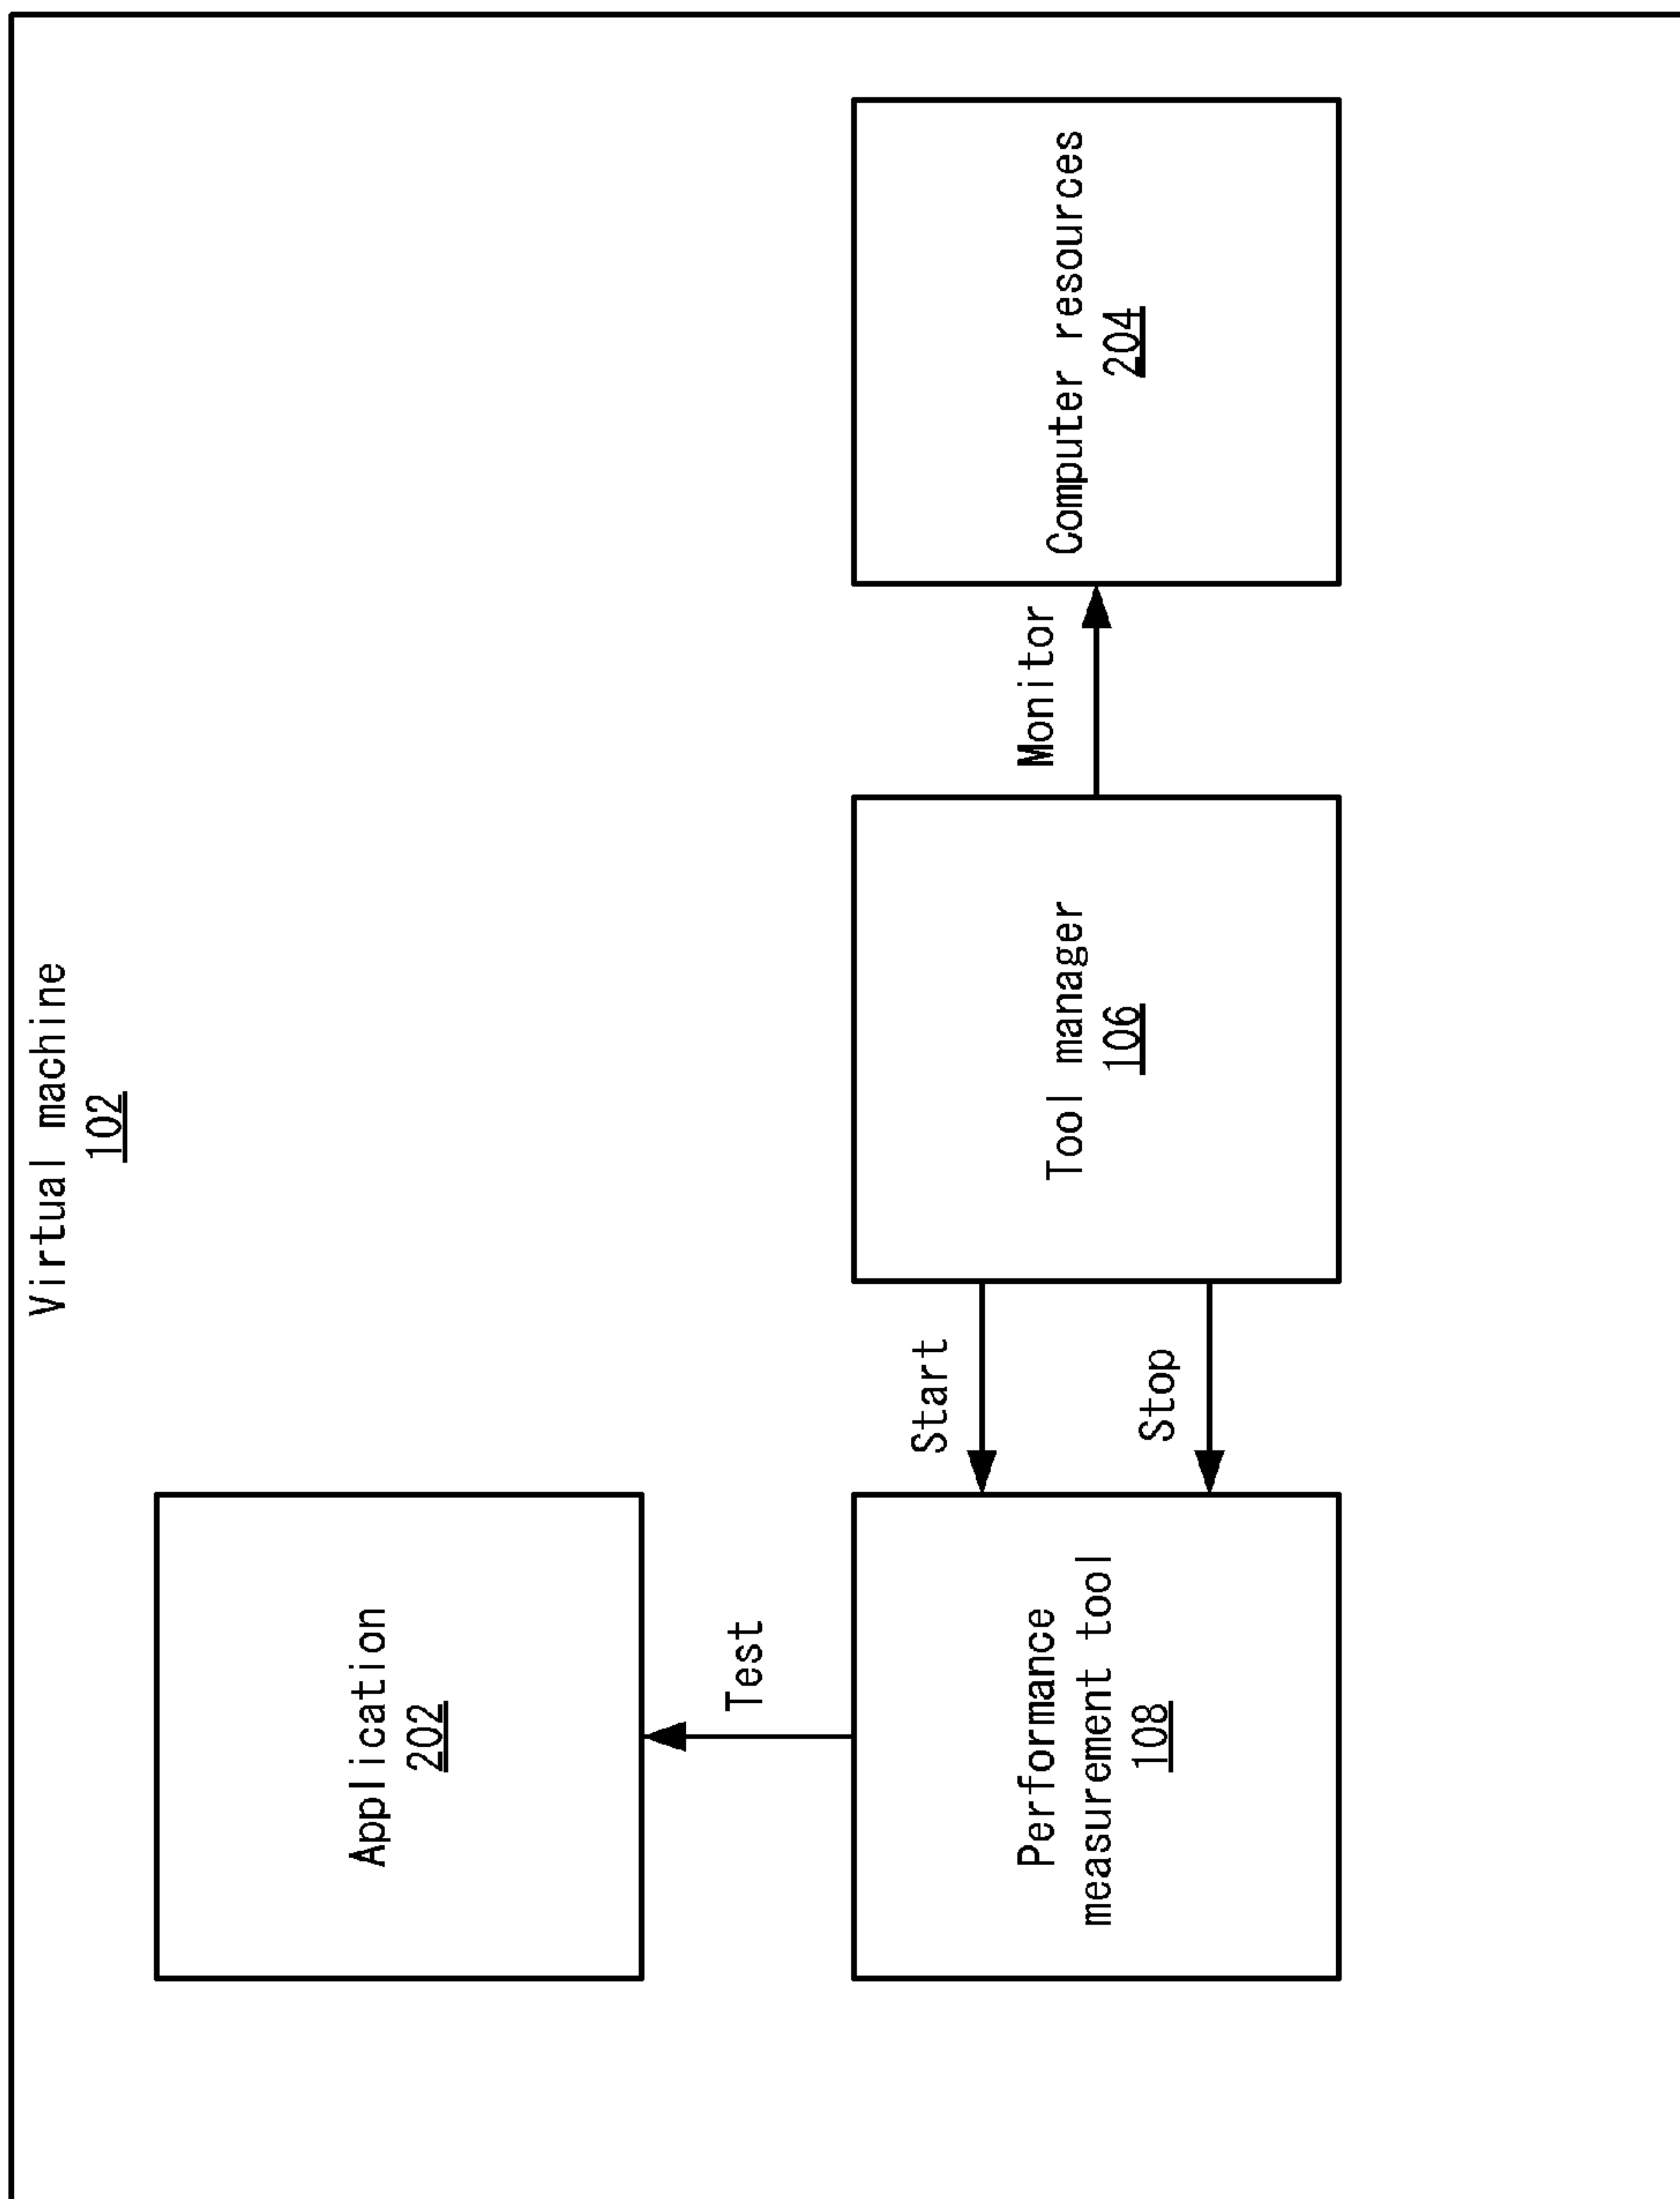 Virtual machine
102
Application
202
Test
Performance
measurement tool
108
Start
Stop
Tool manager
106
Monitor
Computer resources
204